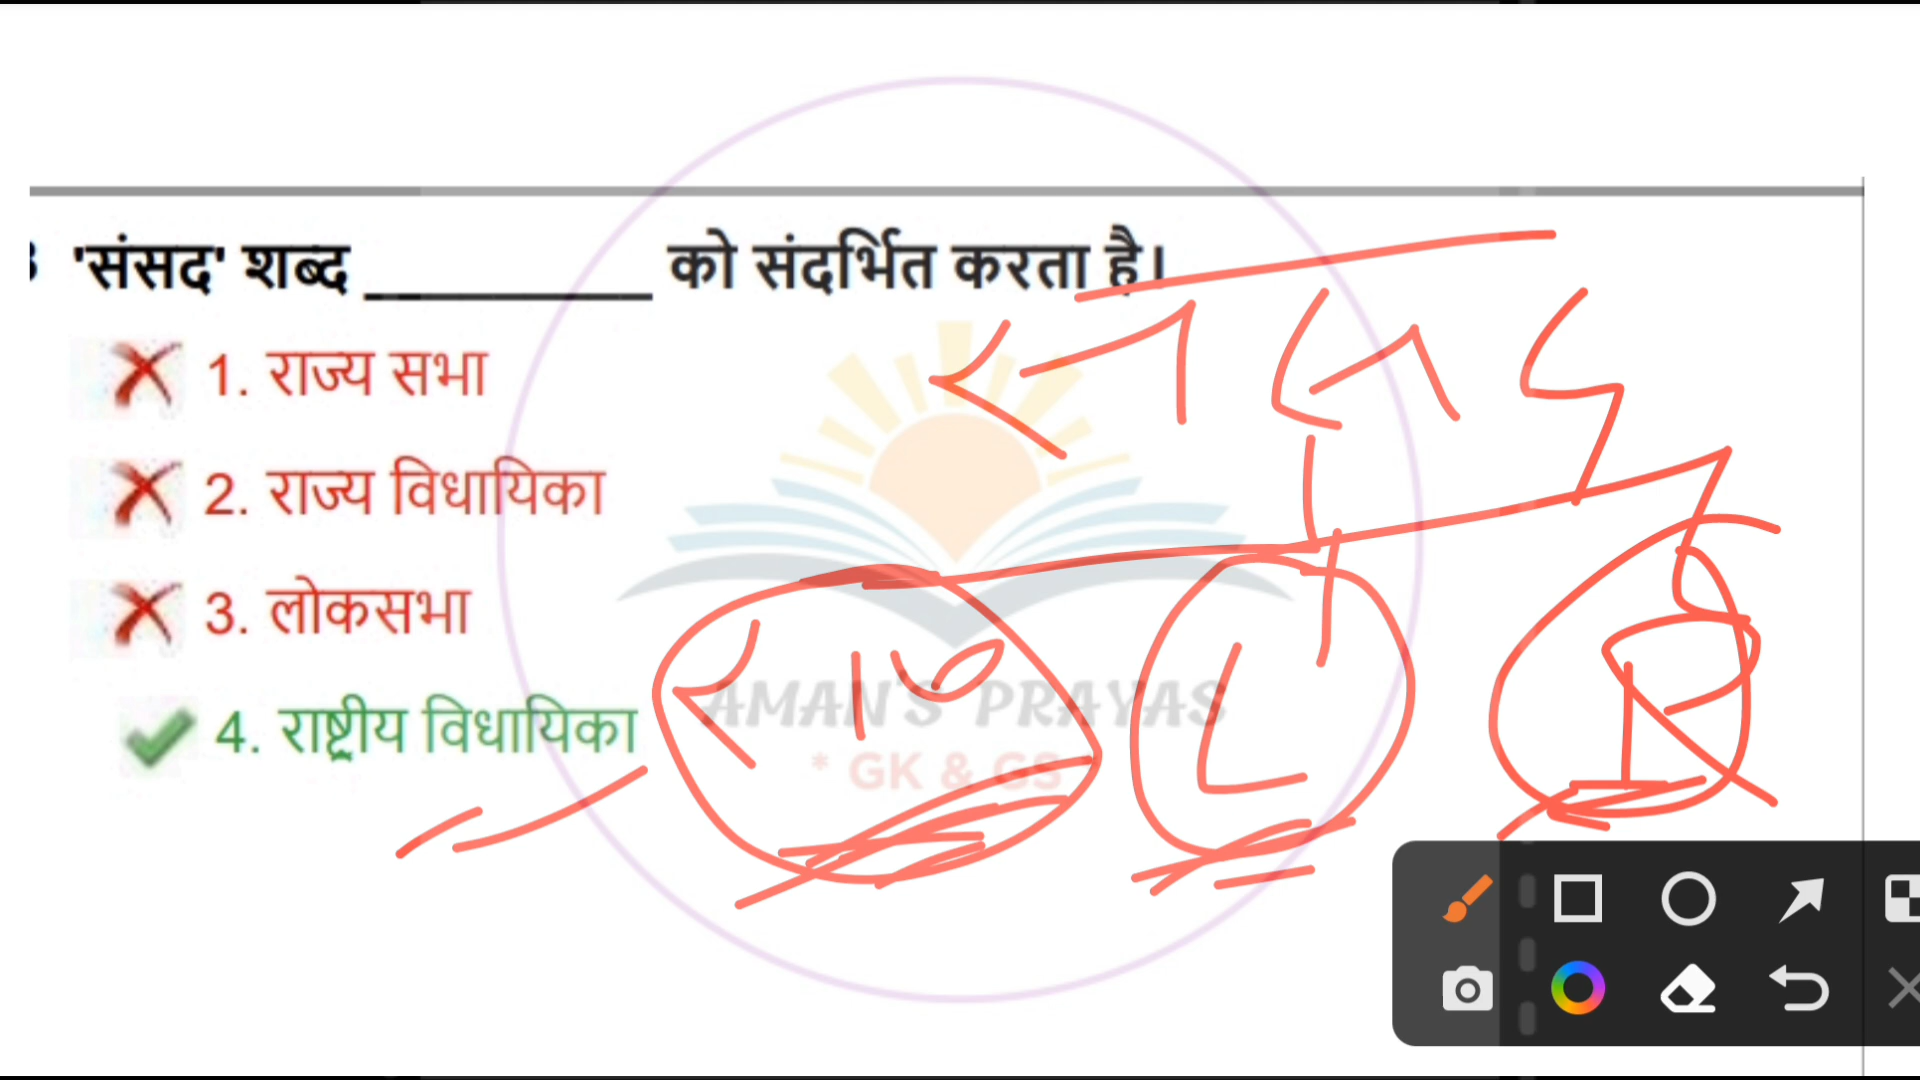 'संसद' शब्द __________ को संदर्भित करता है।
1. राज्य सभा
2. राज्य विधायिका
3. लोकसभा
4. राष्ट्रीय विधायिका
AMAN'S PRAYAS
* GK & GS
L
R